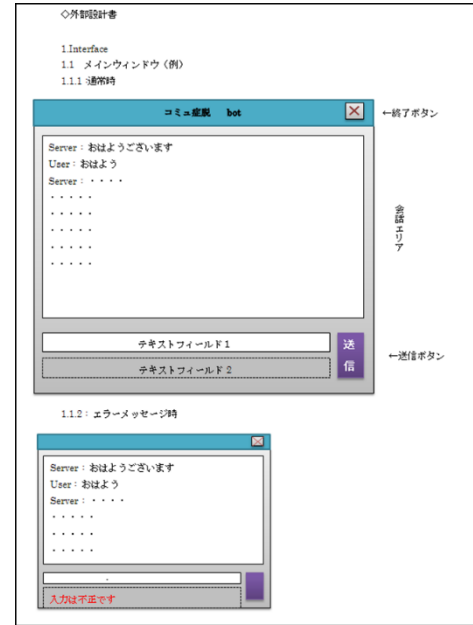 ◇外部設計書
1.Interface
1.1 メインウィンドウ（例）
1.1.1 :通常時
コミュ症脱 bot
←終了ボタン
Server：おはようございます
User：おはよう
Server：・・・・
・・・・・
・・・・・
・・・・・
・・・・・
・・・・・
会話エリア
テキストフィールド1
テキストフィールド2
送信
←送信ボタン
1.1.2：エラーメッセージ時
Server：おはようございます
User：おはよう
Server：・・・・
・・・・・
・・・・・
・・・・・
入力は不正です